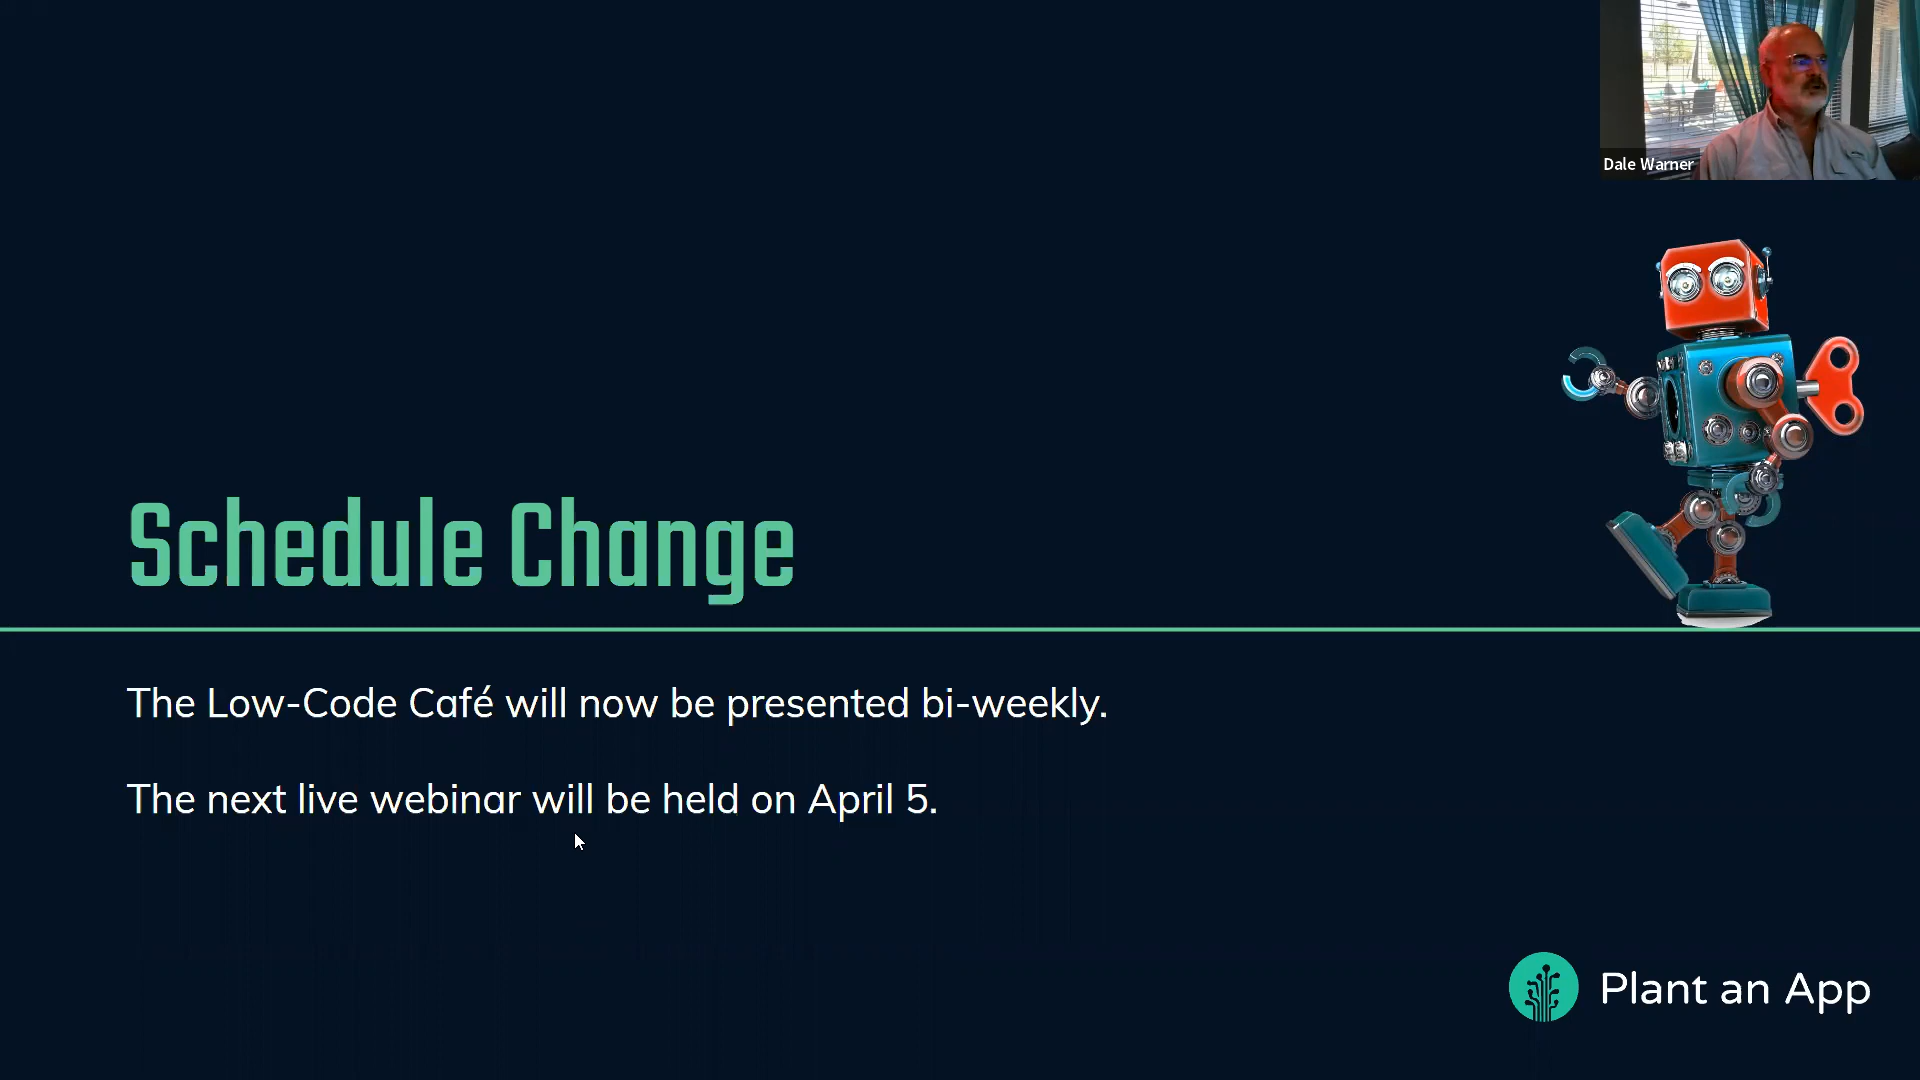 Dale Warner
Schedule Change
The Low-Code Café will now be presented bi-weekly.
The next live webinar will be held on April 5.
Plant an App